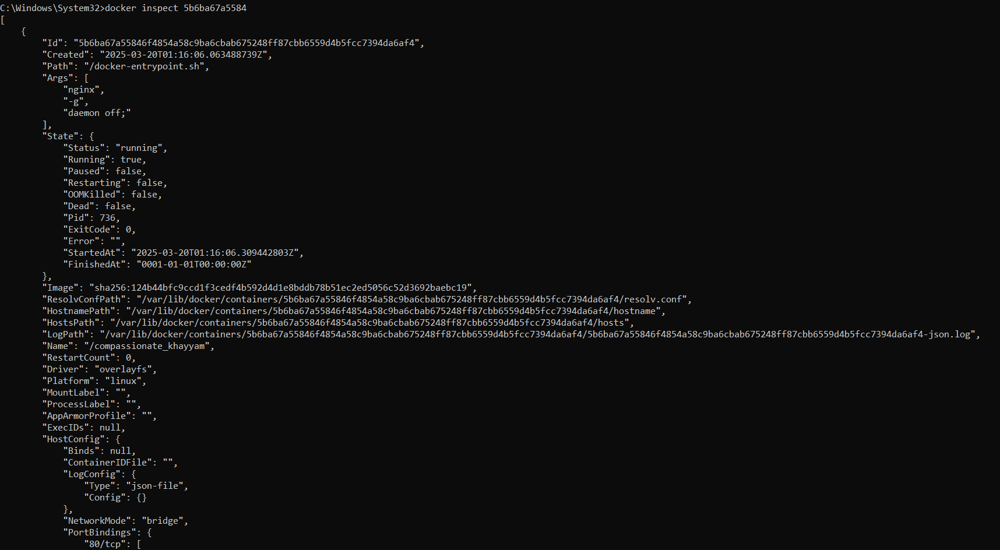 C:\Windows\System32>docker inspect 5b6ba67a5584
[
    {
        "Id": "5b6ba67a55846f4854a58c9ba6cbab675248ff87cbb6559d4b5fcc7394da6af4",
        "Created": "2025-03-20T01:16:06.063488739Z",
        "Path": "/docker-entrypoint.sh",
        "Args": [
            "nginx",
            "-g",
            "daemon off;"
        ],
        "State": {
            "Status": "running",
            "Running": true,
            "Paused": false,
            "Restarting": false,
            "OOMKilled": false,
            "Dead": false,
            "Pid": 736,
            "ExitCode": 0,
            "Error": "",
            "StartedAt": "2025-03-20T01:16:06.309442803Z",
            "FinishedAt": "0001-01-01T00:00:00Z"
        },
        "Image": "sha256:124b44bfc9ccd1f3cedf4b592d4d1e8bddb78b51ec2ed5056c52d3692baebc19",
        "ResolvConfPath": "/var/lib/docker/containers/5b6ba67a55846f4854a58c9ba6cbab675248ff87cbb6559d4b5fcc7394da6af4/resolv.conf",
        "HostnamePath": "/var/lib/docker/containers/5b6ba67a55846f4854a58c9ba6cbab675248ff87cbb6559d4b5fcc7394da6af4/hostname",
        "HostsPath": "/var/lib/docker/containers/5b6ba67a55846f4854a58c9ba6cbab675248ff87cbb6559d4b5fcc7394da6af4/hosts",
        "LogPath": "/var/lib/docker/containers/5b6ba67a55846f4854a58c9ba6cbab675248ff87cbb6559d4b5fcc7394da6af4/5b6ba67a55846f4854a58c9ba6cbab675248ff87cbb6559d4b5fcc7394da6af4-json.log",
        "Name": "/compassionate_khayyam",
        "RestartCount": 0,
        "Driver": "overlayfs",
        "Platform": "linux",
        "MountLabel": "",
        "ProcessLabel": "",
        "AppArmorProfile": "",
        "ExecIDs": null,
        "HostConfig": {
            "Binds": null,
            "ContainerIDFile": "",
            "LogConfig": {
                "Type": "json-file",
                "Config": {}
            },
            "NetworkMode": "bridge",
            "PortBindings": {
                "80/tcp": [